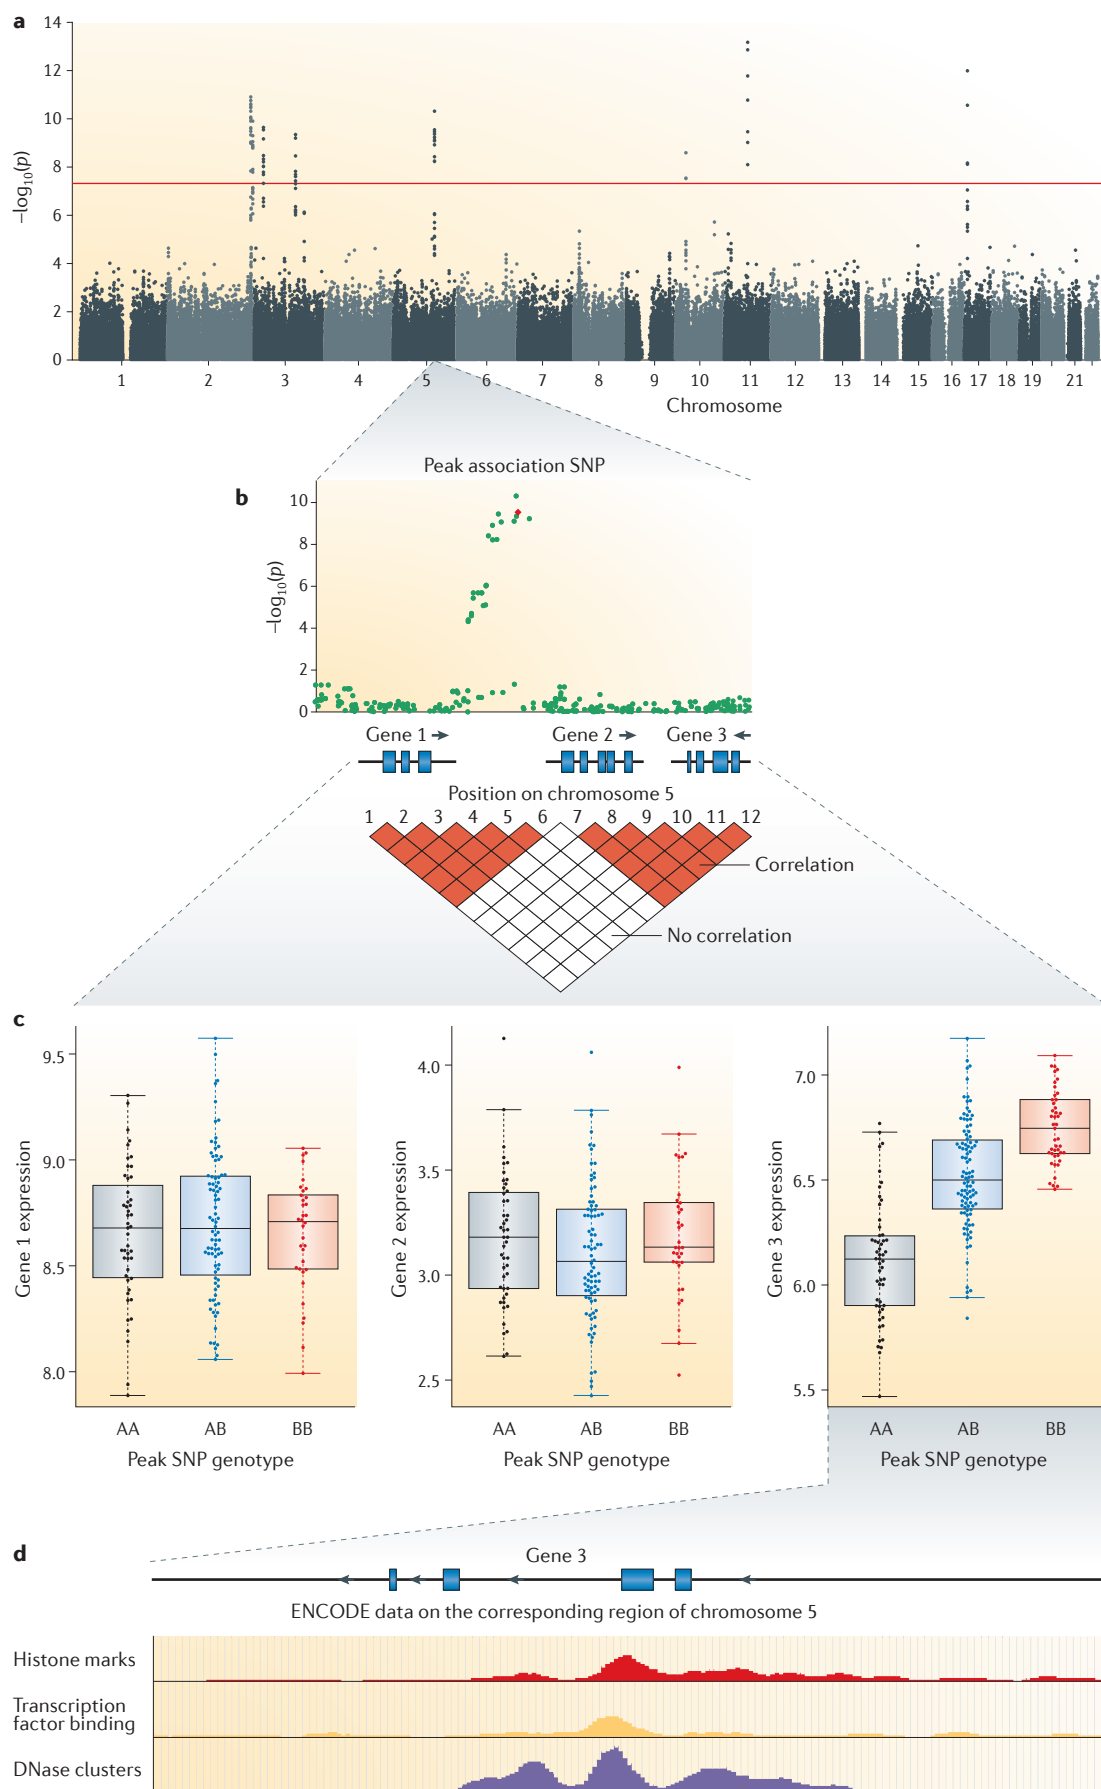 a
14
12
10
8
6
4
2
0
–log10(p)
1 2 3 4 5 6 7 8 9 10 11 12 13 14 15 16 17 18 19 21
Chromosome
Peak association SNP
b
10
8
6
4
2
0
–log10(p)
Gene 1 Gene 2 Gene 3
Position on chromosome 5
1 2 3 4 5 6 7 8 9 10 11 12
Correlation
No correlation
c
9.5
9.0
8.5
8.0
Gene 1 expression
AA AB BB
Peak SNP genotype
4.0
3.5
3.0
2.5
Gene 2 expression
AA AB BB
Peak SNP genotype
7.0
6.5
6.0
5.5
Gene 3 expression
AA AB BB
Peak SNP genotype
d
Gene 3
ENCODE data on the corresponding region of chromosome 5
Histone marks
Transcription
factor binding
DNase clusters